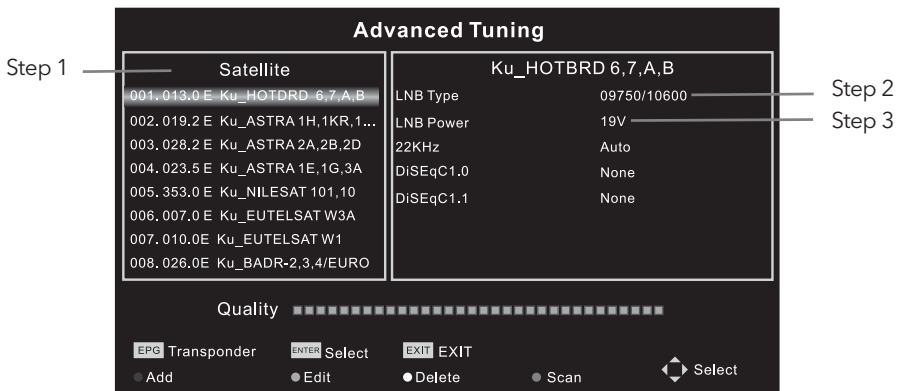 Advanced Tuning
Step 1
Satellite
001. 013.0 E Ku_HOTDRD 6,7,A,B
002. 019.2 E Ku_ASTRA 1H,1KR,1...
003. 028.2 E Ku_ASTRA 2A,2B,2D
004. 023.5 E Ku_ASTRA 1E,1G,3A
005. 353.0 E Ku_NILESAT 101,10
006. 007.0 E Ku_EUTELSAT W3A
007. 010.0E Ku_EUTELSAT W1
008. 026.0E Ku_BADR-2,3,4/EURO
Ku_HOTBRD 6,7,A,B
LNB Type 09750/10600
Step 2
LNB Power 19V
Step 3
22KHz Auto
DiSEqC1.0 None
DiSEqC1.1 None
Quality
EPG Transponder ENTER Select EXIT EXIT
Add Edit Delete Scan Select